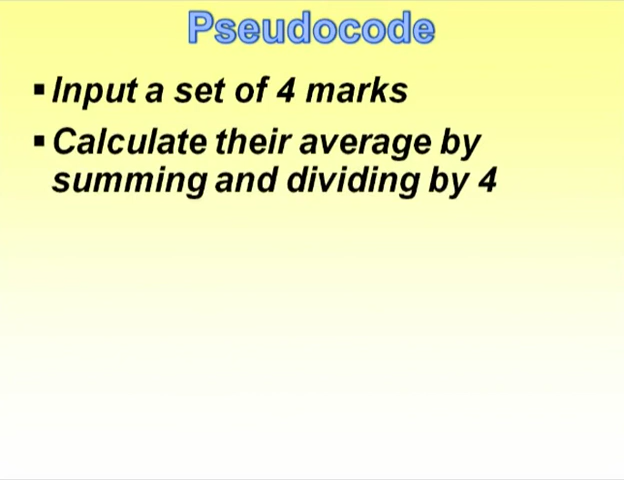 Pseudocode
▪ Input a set of 4 marks
▪ Calculate their average by
summing and dividing by 4